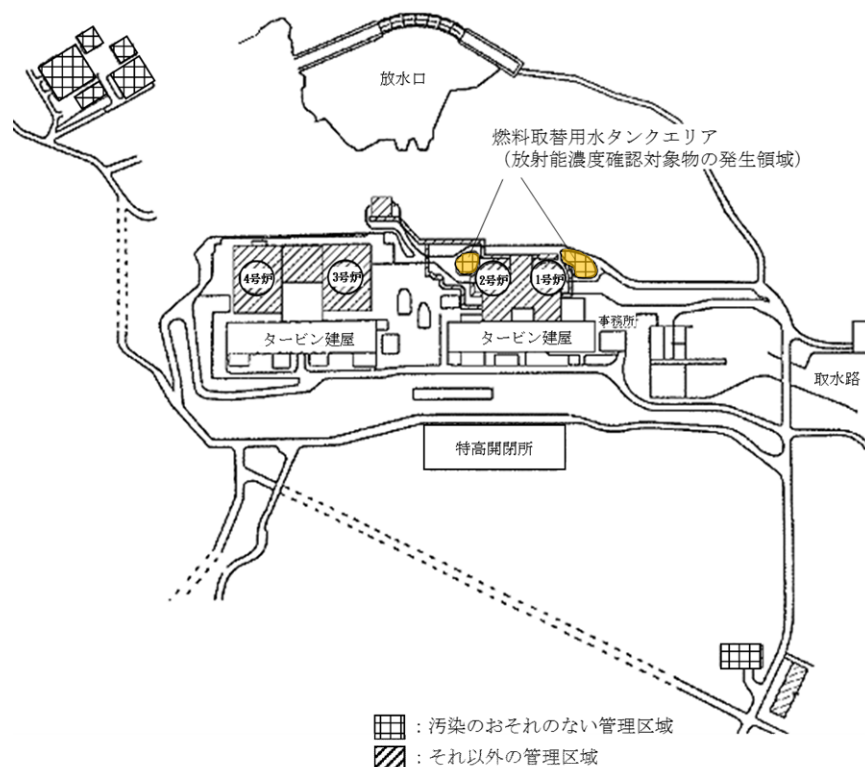 放水口
燃料取替用水タンクエリア
（放射能濃度確認対象物の発生領域）
4号炉
3号炉
2号炉
1号炉
タービン建屋
タービン建屋
事務所
取水路
特高開閉所
：汚染のおそれのない管理区域
：それ以外の管理区域